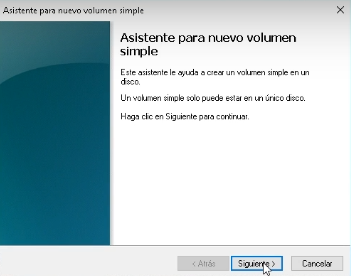 Asistente para nuevo volumen simple
Asistente para nuevo volumen
simple
Este asistente le ayuda a crear un volumen simple en un
disco.
Un volumen simple solo puede estar en un único disco.
Haga clic en Siguiente para continuar.
< Atrás
Siguiente >
Cancelar